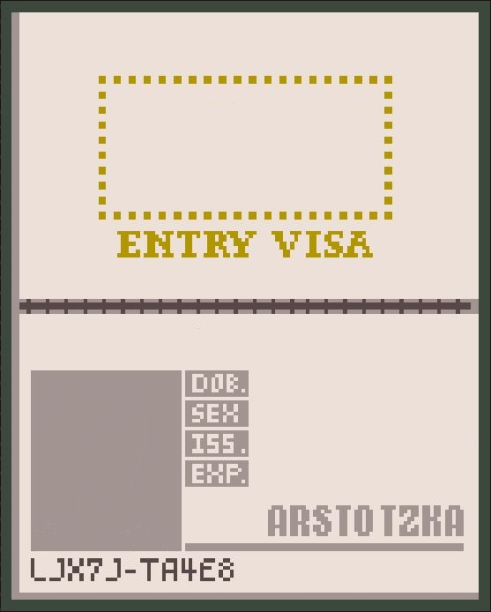 ENTRY VISA
DOB.
SEX
ISS.
EXP.
ARSTOTZKA
LJX7J-TA4E8